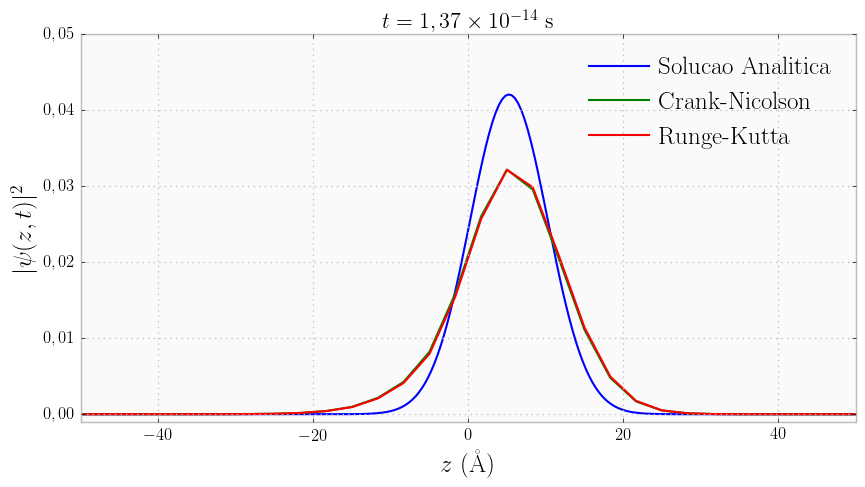 t = 1,37 × 10⁻¹⁴ s
0,05
0,04
0,03
0,02
0,01
0,00
|ψ(z, t)|²
Solucao Analitica
Crank-Nicolson
Runge-Kutta
−40
−20
0
20
40
z (Å)